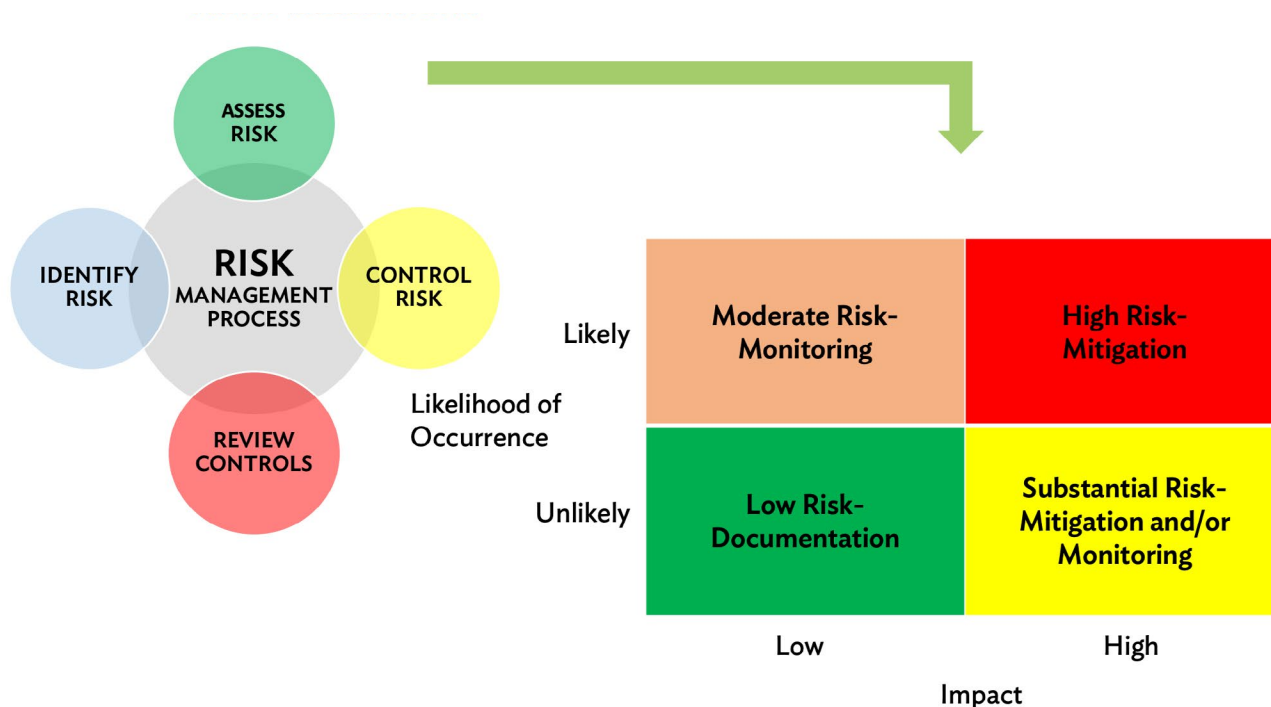 ASSESS
RISK
IDENTIFY
RISK
RISK
MANAGEMENT
PROCESS
CONTROL
RISK
REVIEW
CONTROLS
Likelihood of
Occurrence
Likely
Moderate Risk-
Monitoring
High Risk-
Mitigation
Unlikely
Low Risk-
Documentation
Substantial Risk-
Mitigation and/or
Monitoring
Low
High
Impact